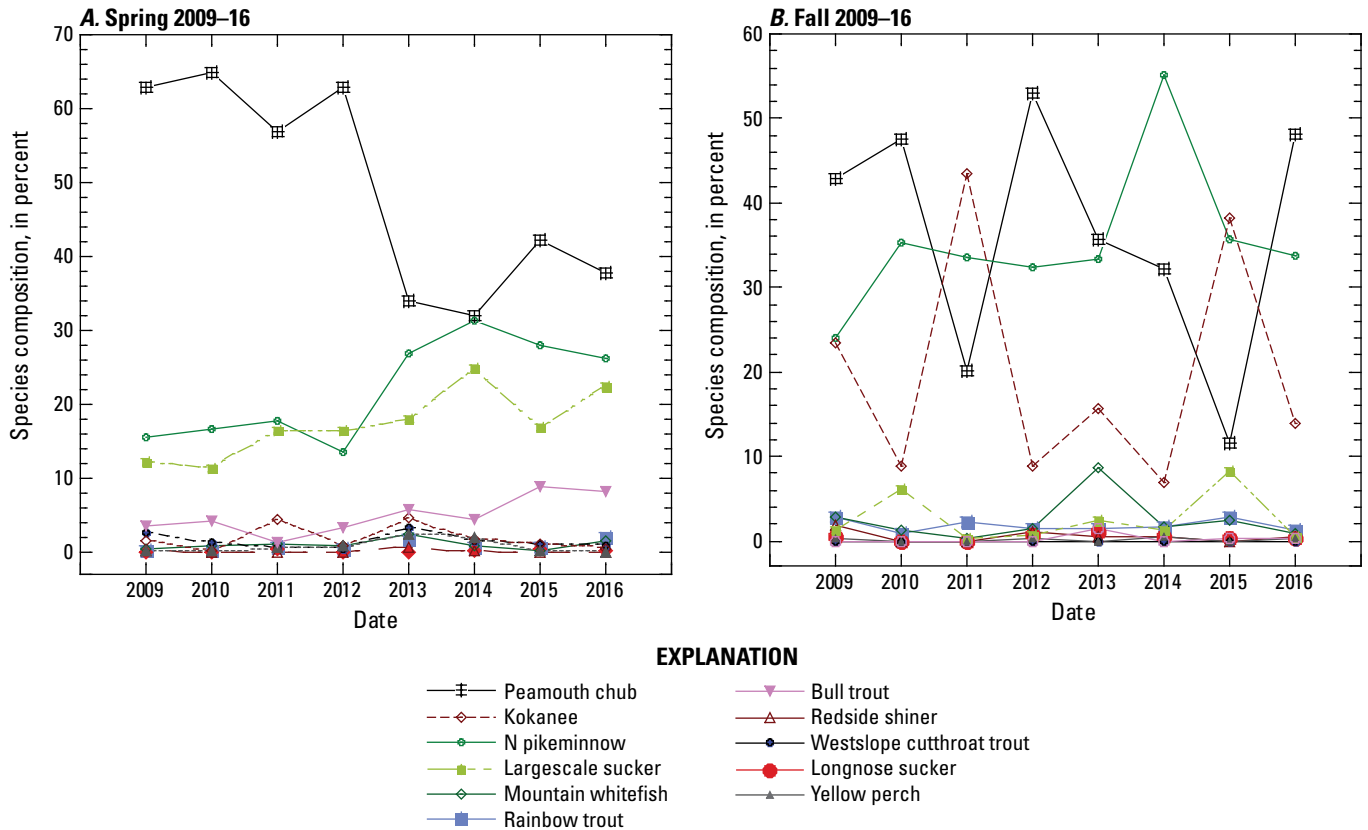 A. Spring 2009–16
B. Fall 2009–16
Species composition, in percent
70
60
50
40
30
20
10
0
2009 2010 2011 2012 2013 2014 2015 2016
Date
Species composition, in percent
60
50
40
30
20
10
0
2009 2010 2011 2012 2013 2014 2015 2016
Date
EXPLANATION
Peamouth chub
Kokanee
N pikeminnow
Largescale sucker
Mountain whitefish
Rainbow trout
Bull trout
Redside shiner
Westslope cutthroat trout
Longnose sucker
Yellow perch